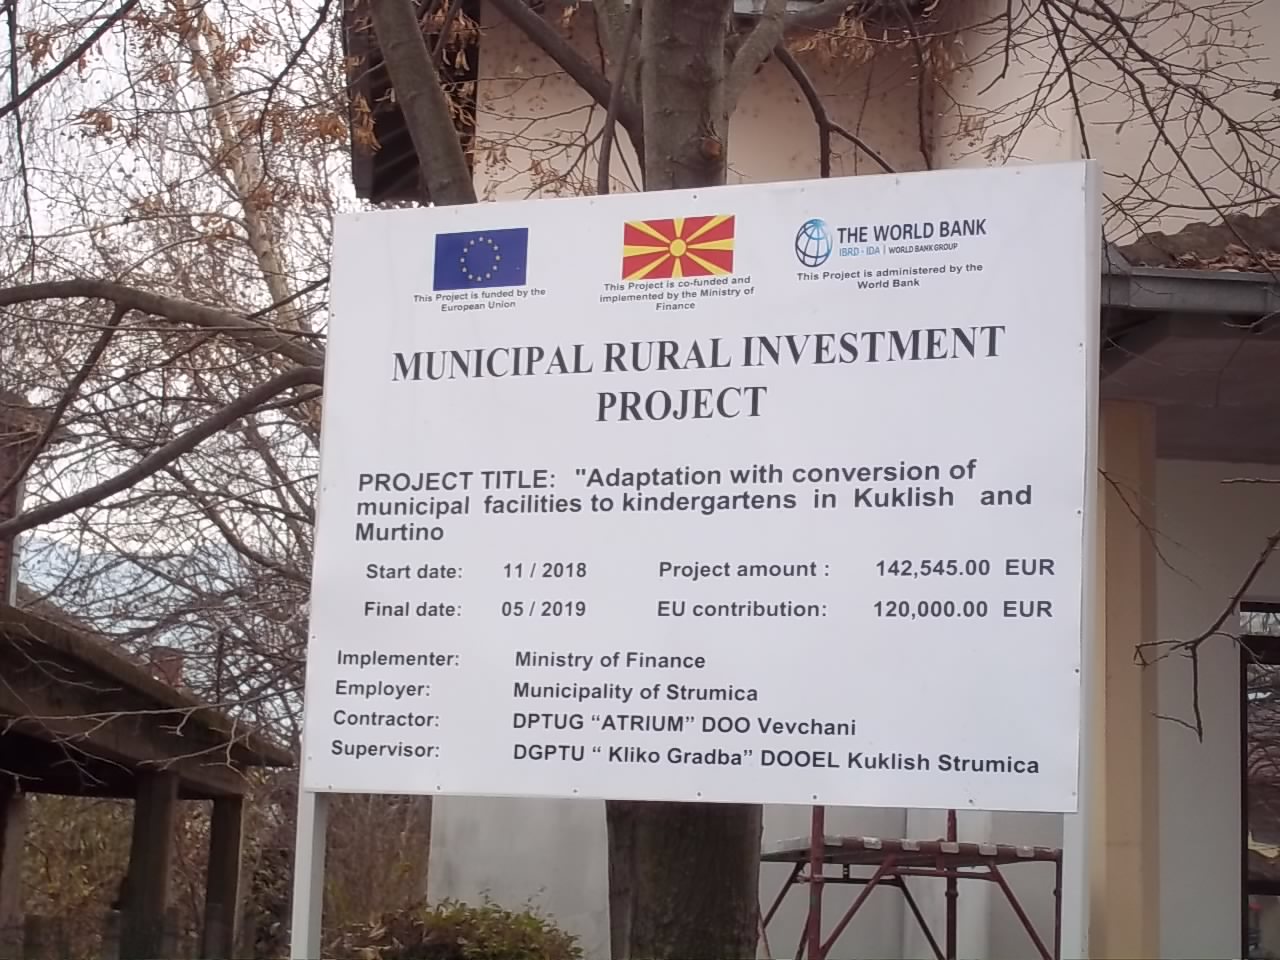 This Project is funded by the
European Union
This Project is co-funded and
implemented by the Ministry of
Finance
THE WORLD BANK
IBRD - IDA | WORLD BANK GROUP
This Project is administered by the
World Bank
MUNICIPAL RURAL INVESTMENT
PROJECT
PROJECT TITLE: "Adaptation with conversion of
municipal facilities to kindergartens in Kuklish and
Murtino
Start date: 11 / 2018 Project amount : 142,545.00 EUR
Final date: 05 / 2019 EU contribution: 120,000.00 EUR
Implementer: Ministry of Finance
Employer: Municipality of Strumica
Contractor: DPTUG “ATRIUM” DOO Vevchani
Supervisor: DGPTU “ Kliko Gradba” DOOEL Kuklish Strumica